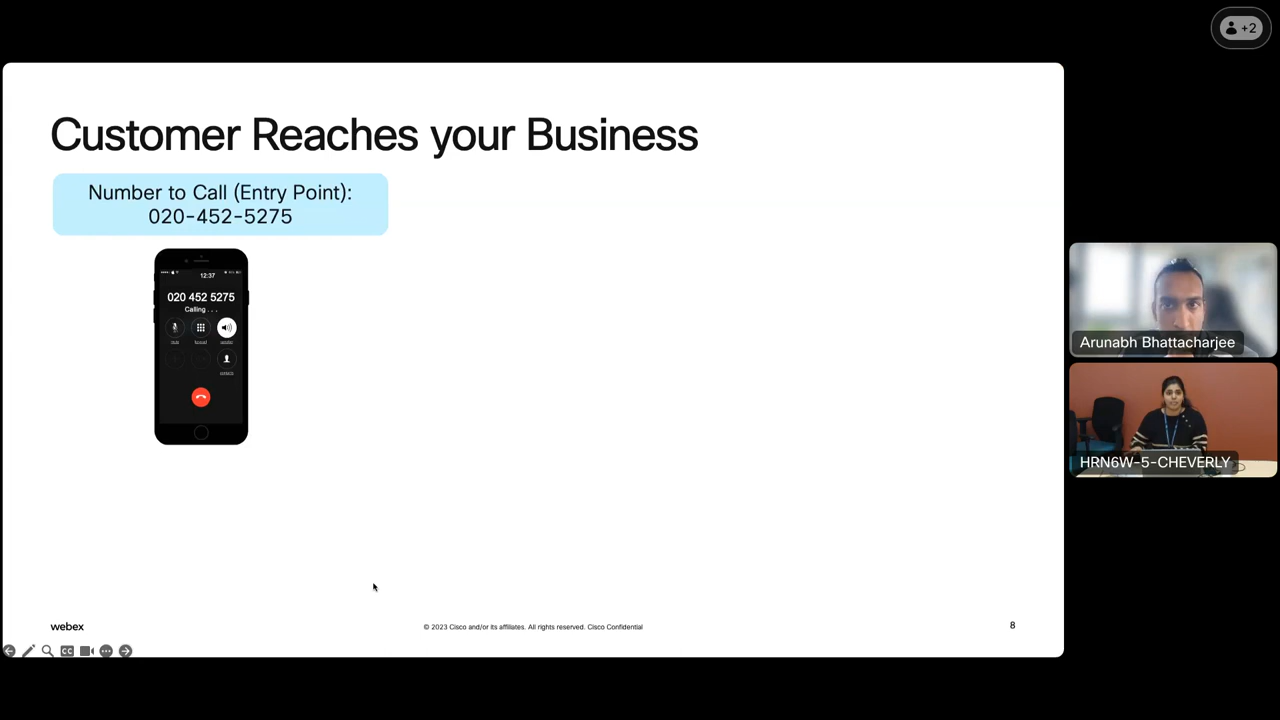 +2
Customer Reaches your Business
Number to Call (Entry Point):
020-452-5275
12:37
020 452 5275
Calling . . .
Arunabh Bhattacharjee
HRN6W-5-CHEVERLY
webex
© 2023 Cisco and/or its affiliates. All rights reserved. Cisco Confidential
8
CC